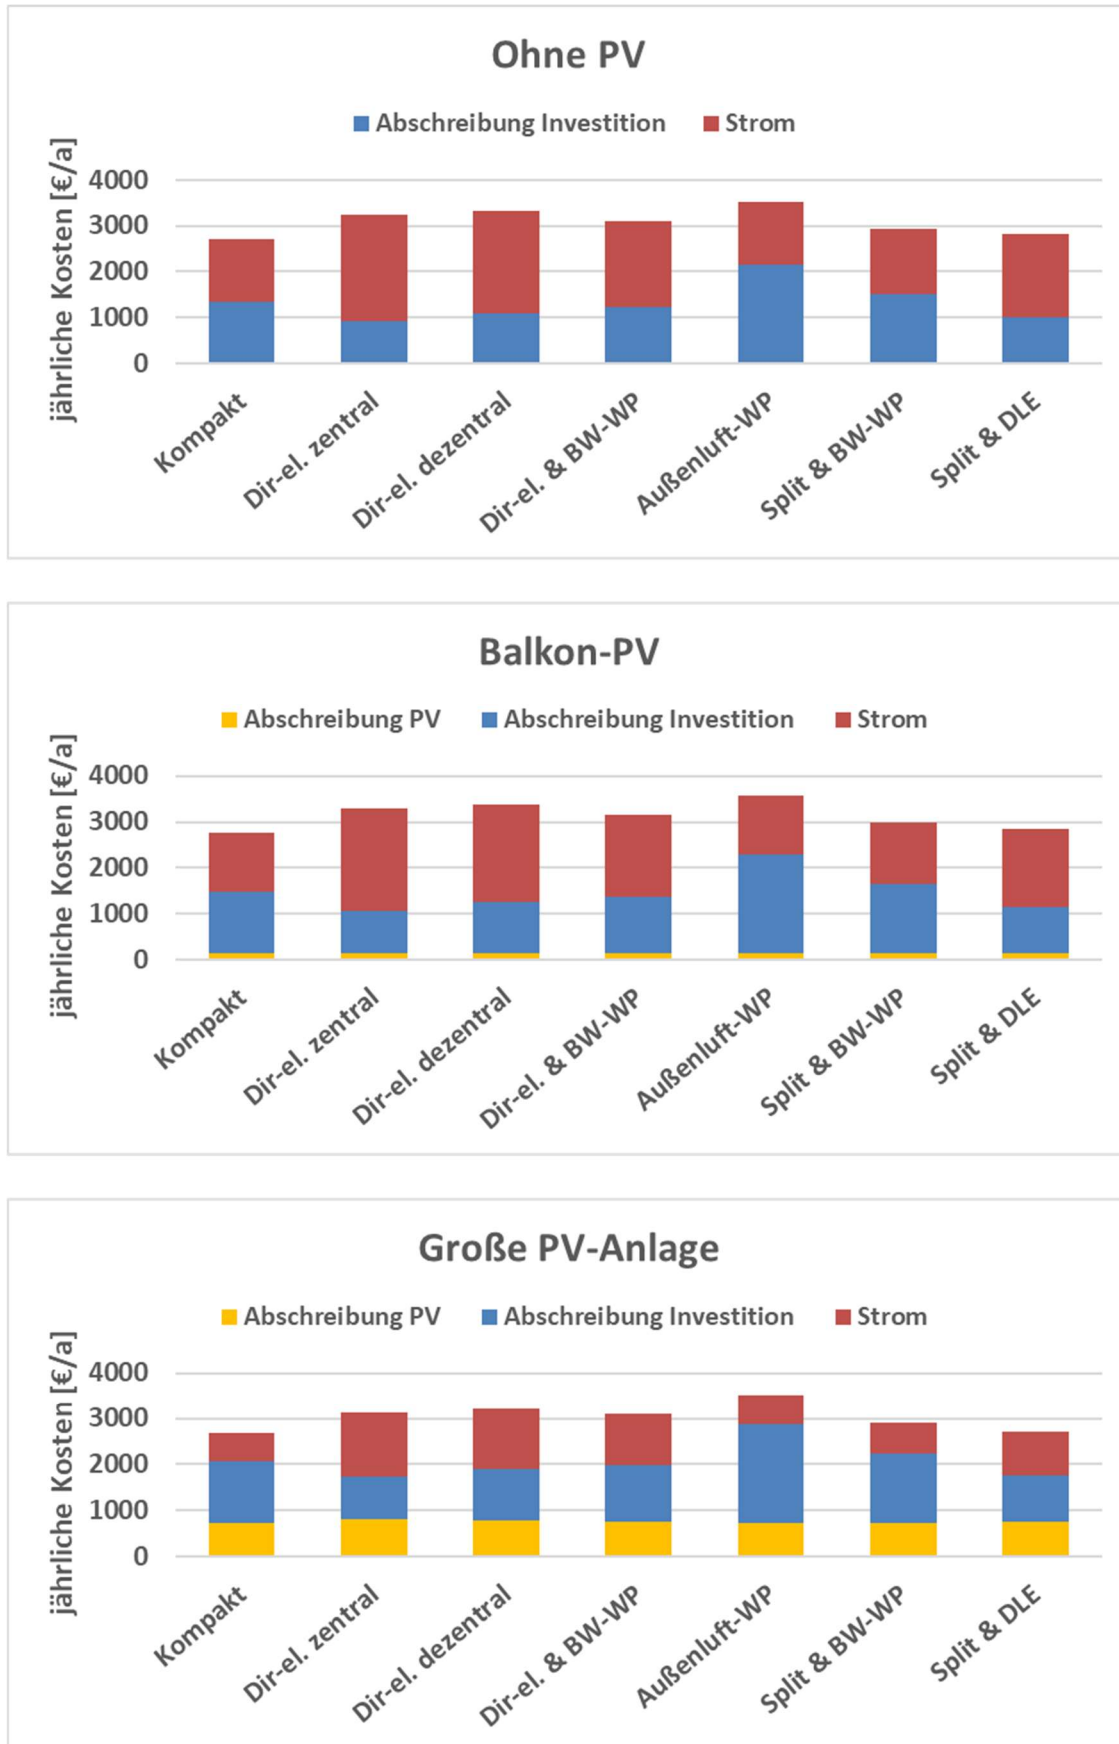 Ohne PV
Abschreibung Investition Strom
jährliche Kosten [€/a]
4000
3000
2000
1000
0
Kompakt
Dir-el. zentral
Dir-el. dezentral
Dir-el. & BW-WP
Außenluft-WP
Split & BW-WP
Split & DLE
Balkon-PV
Abschreibung PV Abschreibung Investition Strom
jährliche Kosten [€/a]
4000
3000
2000
1000
0
Kompakt
Dir-el. zentral
Dir-el. dezentral
Dir-el. & BW-WP
Außenluft-WP
Split & BW-WP
Split & DLE
Große PV-Anlage
Abschreibung PV Abschreibung Investition Strom
jährliche Kosten [€/a]
4000
3000
2000
1000
0
Kompakt
Dir-el. zentral
Dir-el. dezentral
Dir-el. & BW-WP
Außenluft-WP
Split & BW-WP
Split & DLE